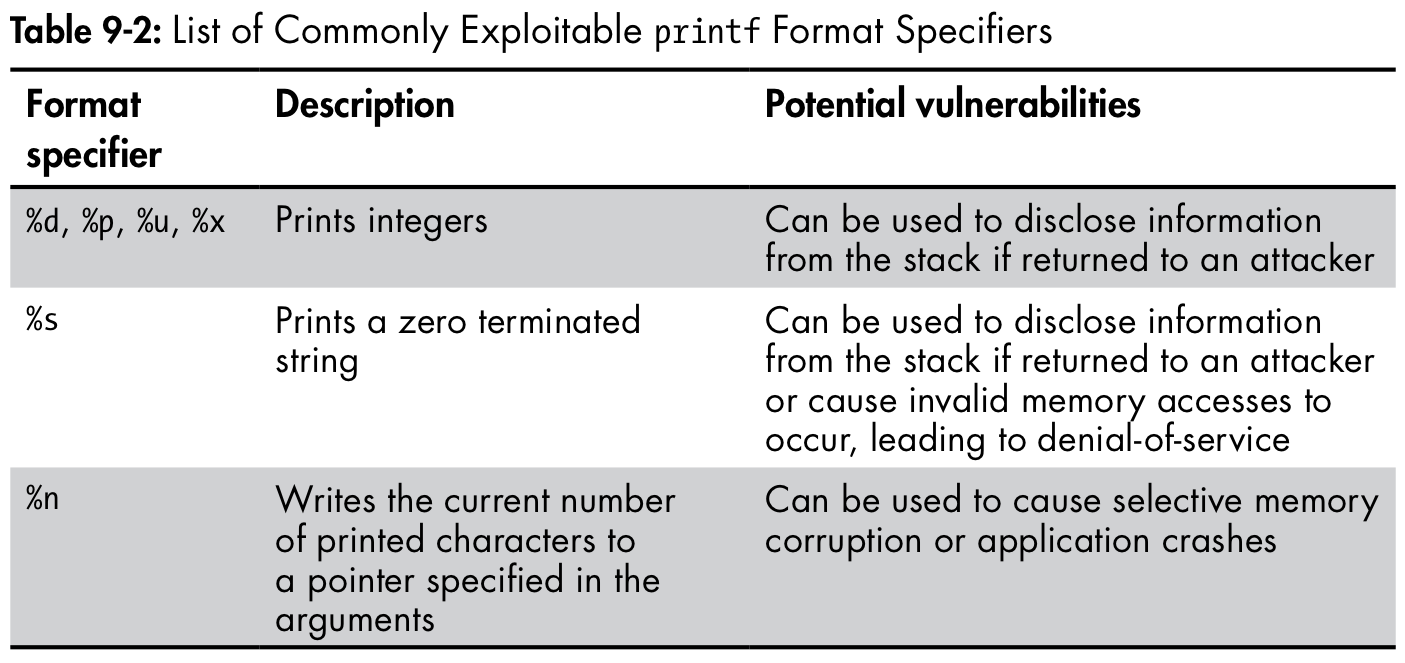 Table 9-2: List of Commonly Exploitable printf Format Specifiers
Format
specifier
Description
Potential vulnerabilities
%d, %p, %u, %x
Prints integers
Can be used to disclose information
from the stack if returned to an attacker
%s
Prints a zero terminated
string
Can be used to disclose information
from the stack if returned to an attacker
or cause invalid memory accesses to
occur, leading to denial-of-service
%n
Writes the current number
of printed characters to
a pointer specified in the
arguments
Can be used to cause selective memory
corruption or application crashes